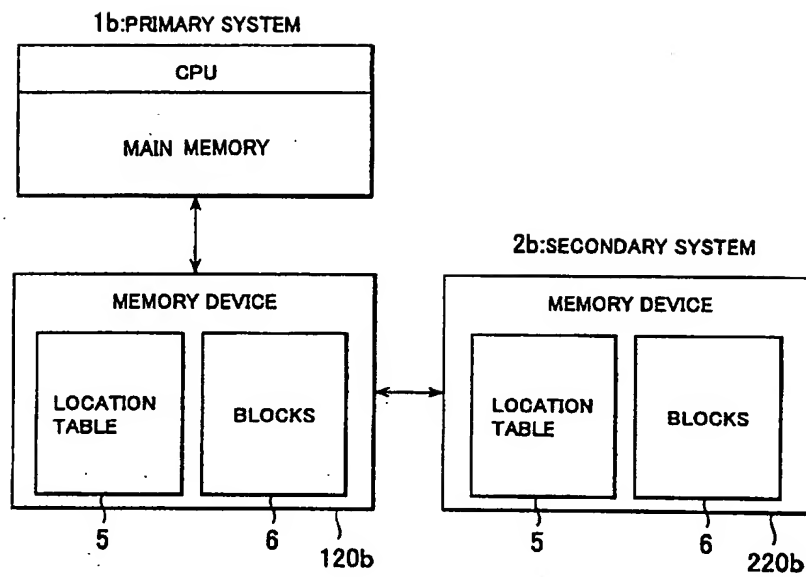 1b:PRIMARY SYSTEM
CPU
MAIN MEMORY
2b:SECONDARY SYSTEM
MEMORY DEVICE
LOCATION
TABLE
BLOCKS
5
6
120b
MEMORY DEVICE
LOCATION
TABLE
BLOCKS
5
6
220b